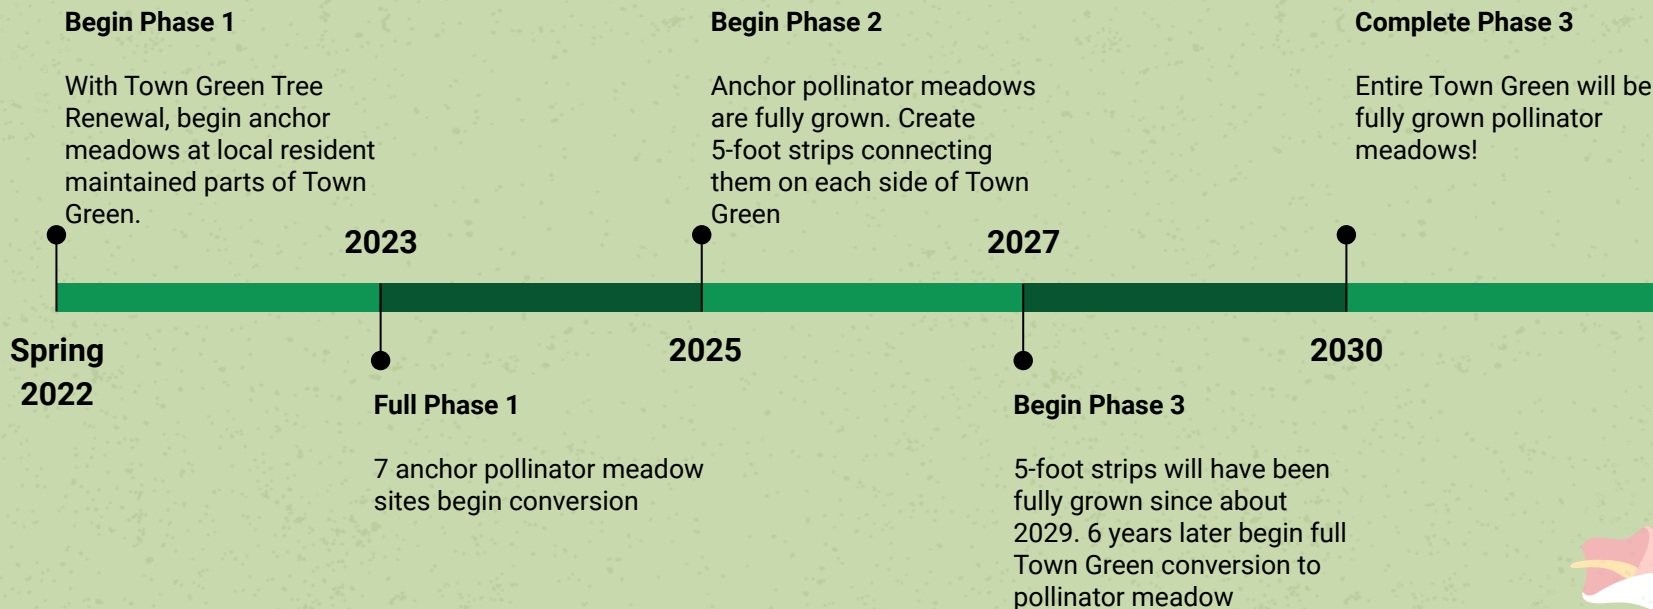 Begin Phase 1
With Town Green Tree
Renewal, begin anchor
meadows at local resident
maintained parts of Town
Green.
Spring
2022
2023
Full Phase 1
7 anchor pollinator meadow
sites begin conversion
Begin Phase 2
Anchor pollinator meadows
are fully grown. Create
5-foot strips connecting
them on each side of Town
Green
2025
2027
Begin Phase 3
5-foot strips will have been
fully grown since about
2029. 6 years later begin full
Town Green conversion to
pollinator meadow
Complete Phase 3
Entire Town Green will be
fully grown pollinator
meadows!
2030